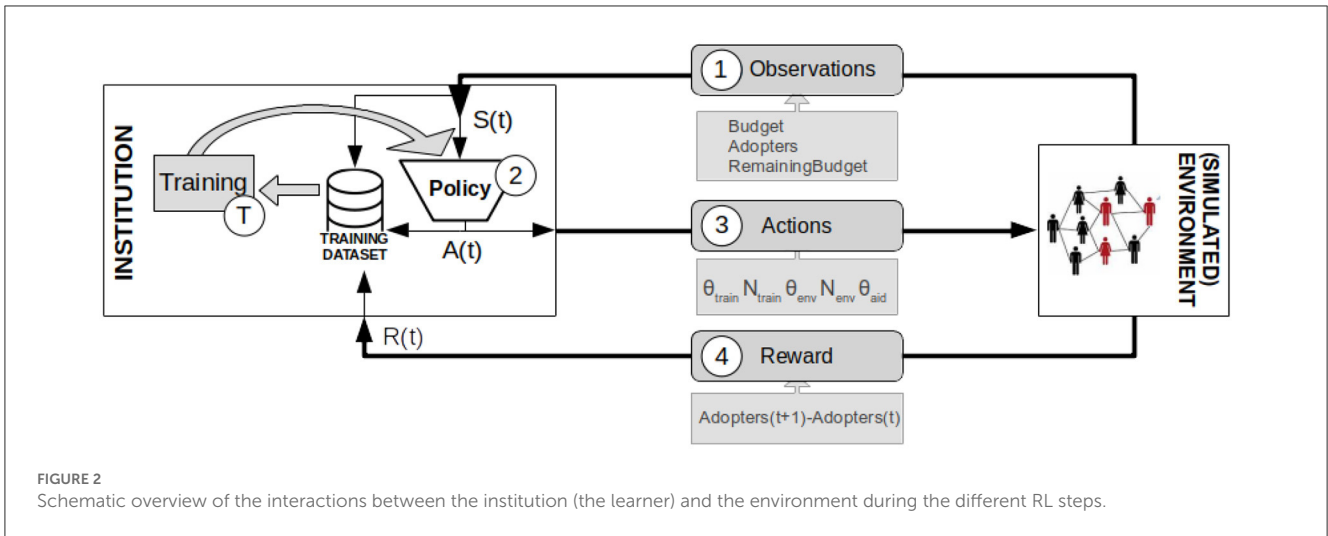 1 Observations
Budget
Adopters
RemainingBudget
INSTITUTION
S(t)
Training
T
Policy
2
TRAINING
DATASET
A(t)
3 Actions
θtrain Ntrain θenv Nenv θaid
(SIMULATED)
ENVIRONMENT
R(t)
4 Reward
Adopters(t+1)-Adopters(t)
FIGURE 2
Schematic overview of the interactions between the institution (the learner) and the environment during the different RL steps.